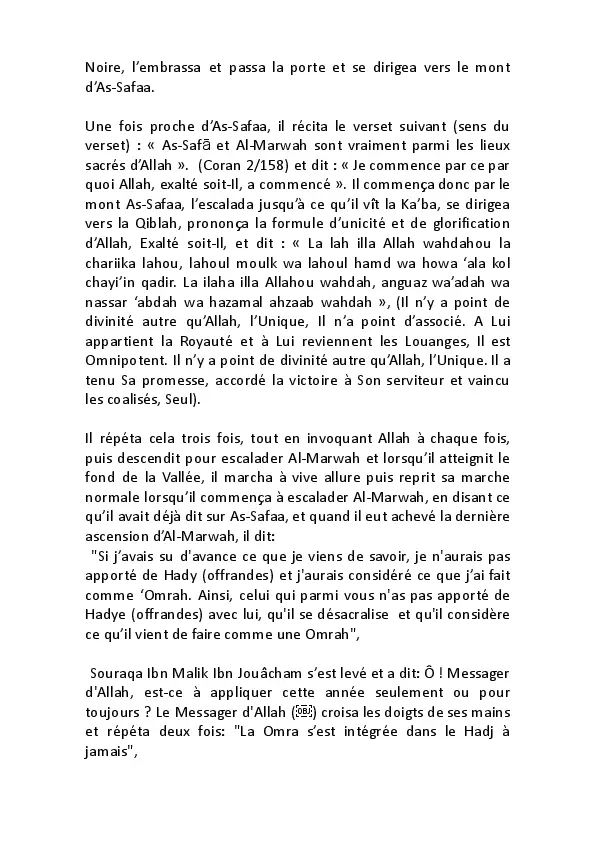 Noire, l’embrassa et passa la porte et se dirigea vers le mont
d’As-Safaa.
Une fois proche d’As-Safaa, il récita le verset suivant (sens du
verset) : « As-Safā et Al-Marwah sont vraiment parmi les lieux
sacrés d’Allah ».  (Coran 2/158) et dit : « Je commence par ce par
quoi Allah, exalté soit-Il, a commencé ». Il commença donc par le
mont As-Safaa, l’escalada jusqu’à ce qu’il vît la Ka’ba, se dirigea
vers la Qiblah, prononça la formule d’unicité et de glorification
d’Allah, Exalté soit-Il, et dit : « La lah illa Allah wahdahou la
chariika lahou, lahoul moulk wa lahoul hamd wa howa ‘ala kol
chayi’in qadir. La ilaha illa Allahou wahdah, anguaz wa’adah wa
nassar ‘abdah wa hazamal ahzaab wahdah », (Il n’y a point de
divinité autre qu’Allah, l’Unique, Il n’a point d’associé. A Lui
appartient la Royauté et à Lui reviennent les Louanges, Il est
Omnipotent. Il n’y a point de divinité autre qu’Allah, l’Unique. Il a
tenu Sa promesse, accordé la victoire à Son serviteur et vaincu
les coalisés, Seul).
Il répéta cela trois fois, tout en invoquant Allah à chaque fois,
puis descendit pour escalader Al-Marwah et lorsqu’il atteignit le
fond de la Vallée, il marcha à vive allure puis reprit sa marche
normale lorsqu’il commença à escalader Al-Marwah, en disant ce
qu’il avait déjà dit sur As-Safaa, et quand il eut achevé la dernière
ascension d’Al-Marwah, il dit:
"Si j’avais su d'avance ce que je viens de savoir, je n'aurais pas
apporté de Hady (offrandes) et j'aurais considéré ce que j’ai fait
comme ‘Omrah. Ainsi, celui qui parmi vous n'as pas apporté de
Hadye (offrandes) avec lui, qu'il se désacralise  et qu'il considère
ce qu’il vient de faire comme une Omrah",
Souraqa Ibn Malik Ibn Jouâcham s’est levé et a dit: Ô ! Messager
d'Allah, est-ce à appliquer cette année seulement ou pour
toujours ? Le Messager d'Allah (￼) croisa les doigts de ses mains
et répéta deux fois: "La Omra s’est intégrée dans le Hadj à
jamais",